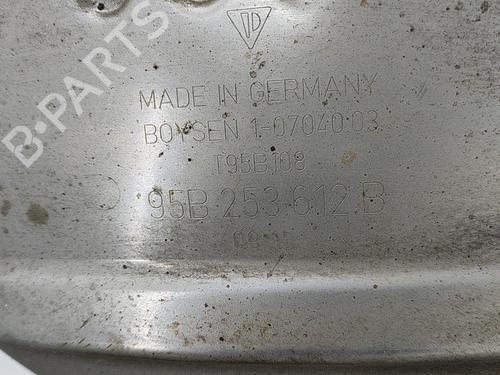 B-PARTS
MADE IN GERMANY
BOYSEN 1-07040.03
T95B.108
95B.253.612.B